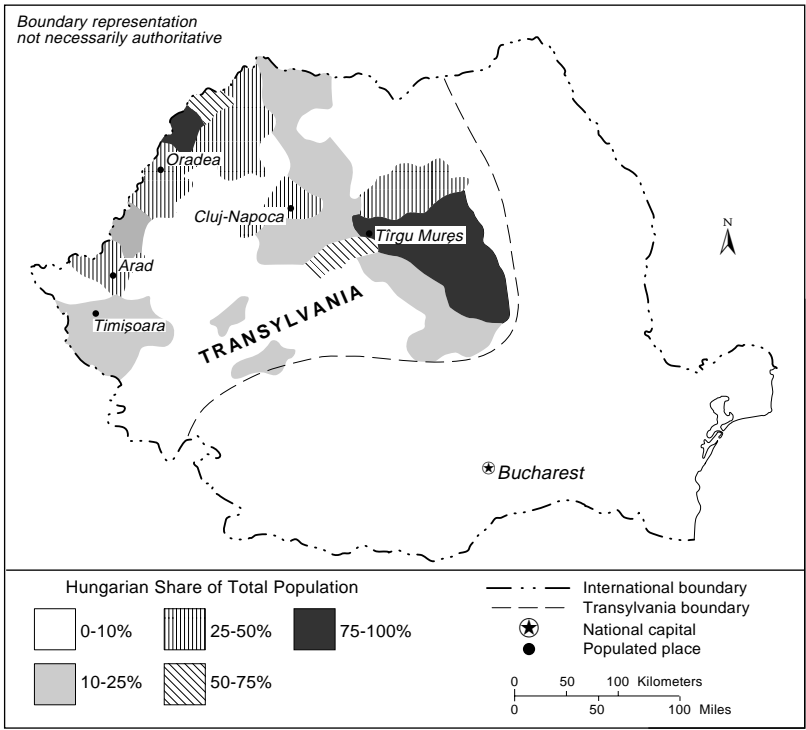 Boundary representation
not necessarily authoritative
Oradea
Cluj-Napoca
Tîrgu Mureș
Arad
Timișoara
TRANSYLVANIA
N
Bucharest
Hungarian Share of Total Population
0-10%
25-50%
75-100%
10-25%
50-75%
International boundary
Transylvania boundary
National capital
Populated place
0 50 100 Kilometers
0 50 100 Miles